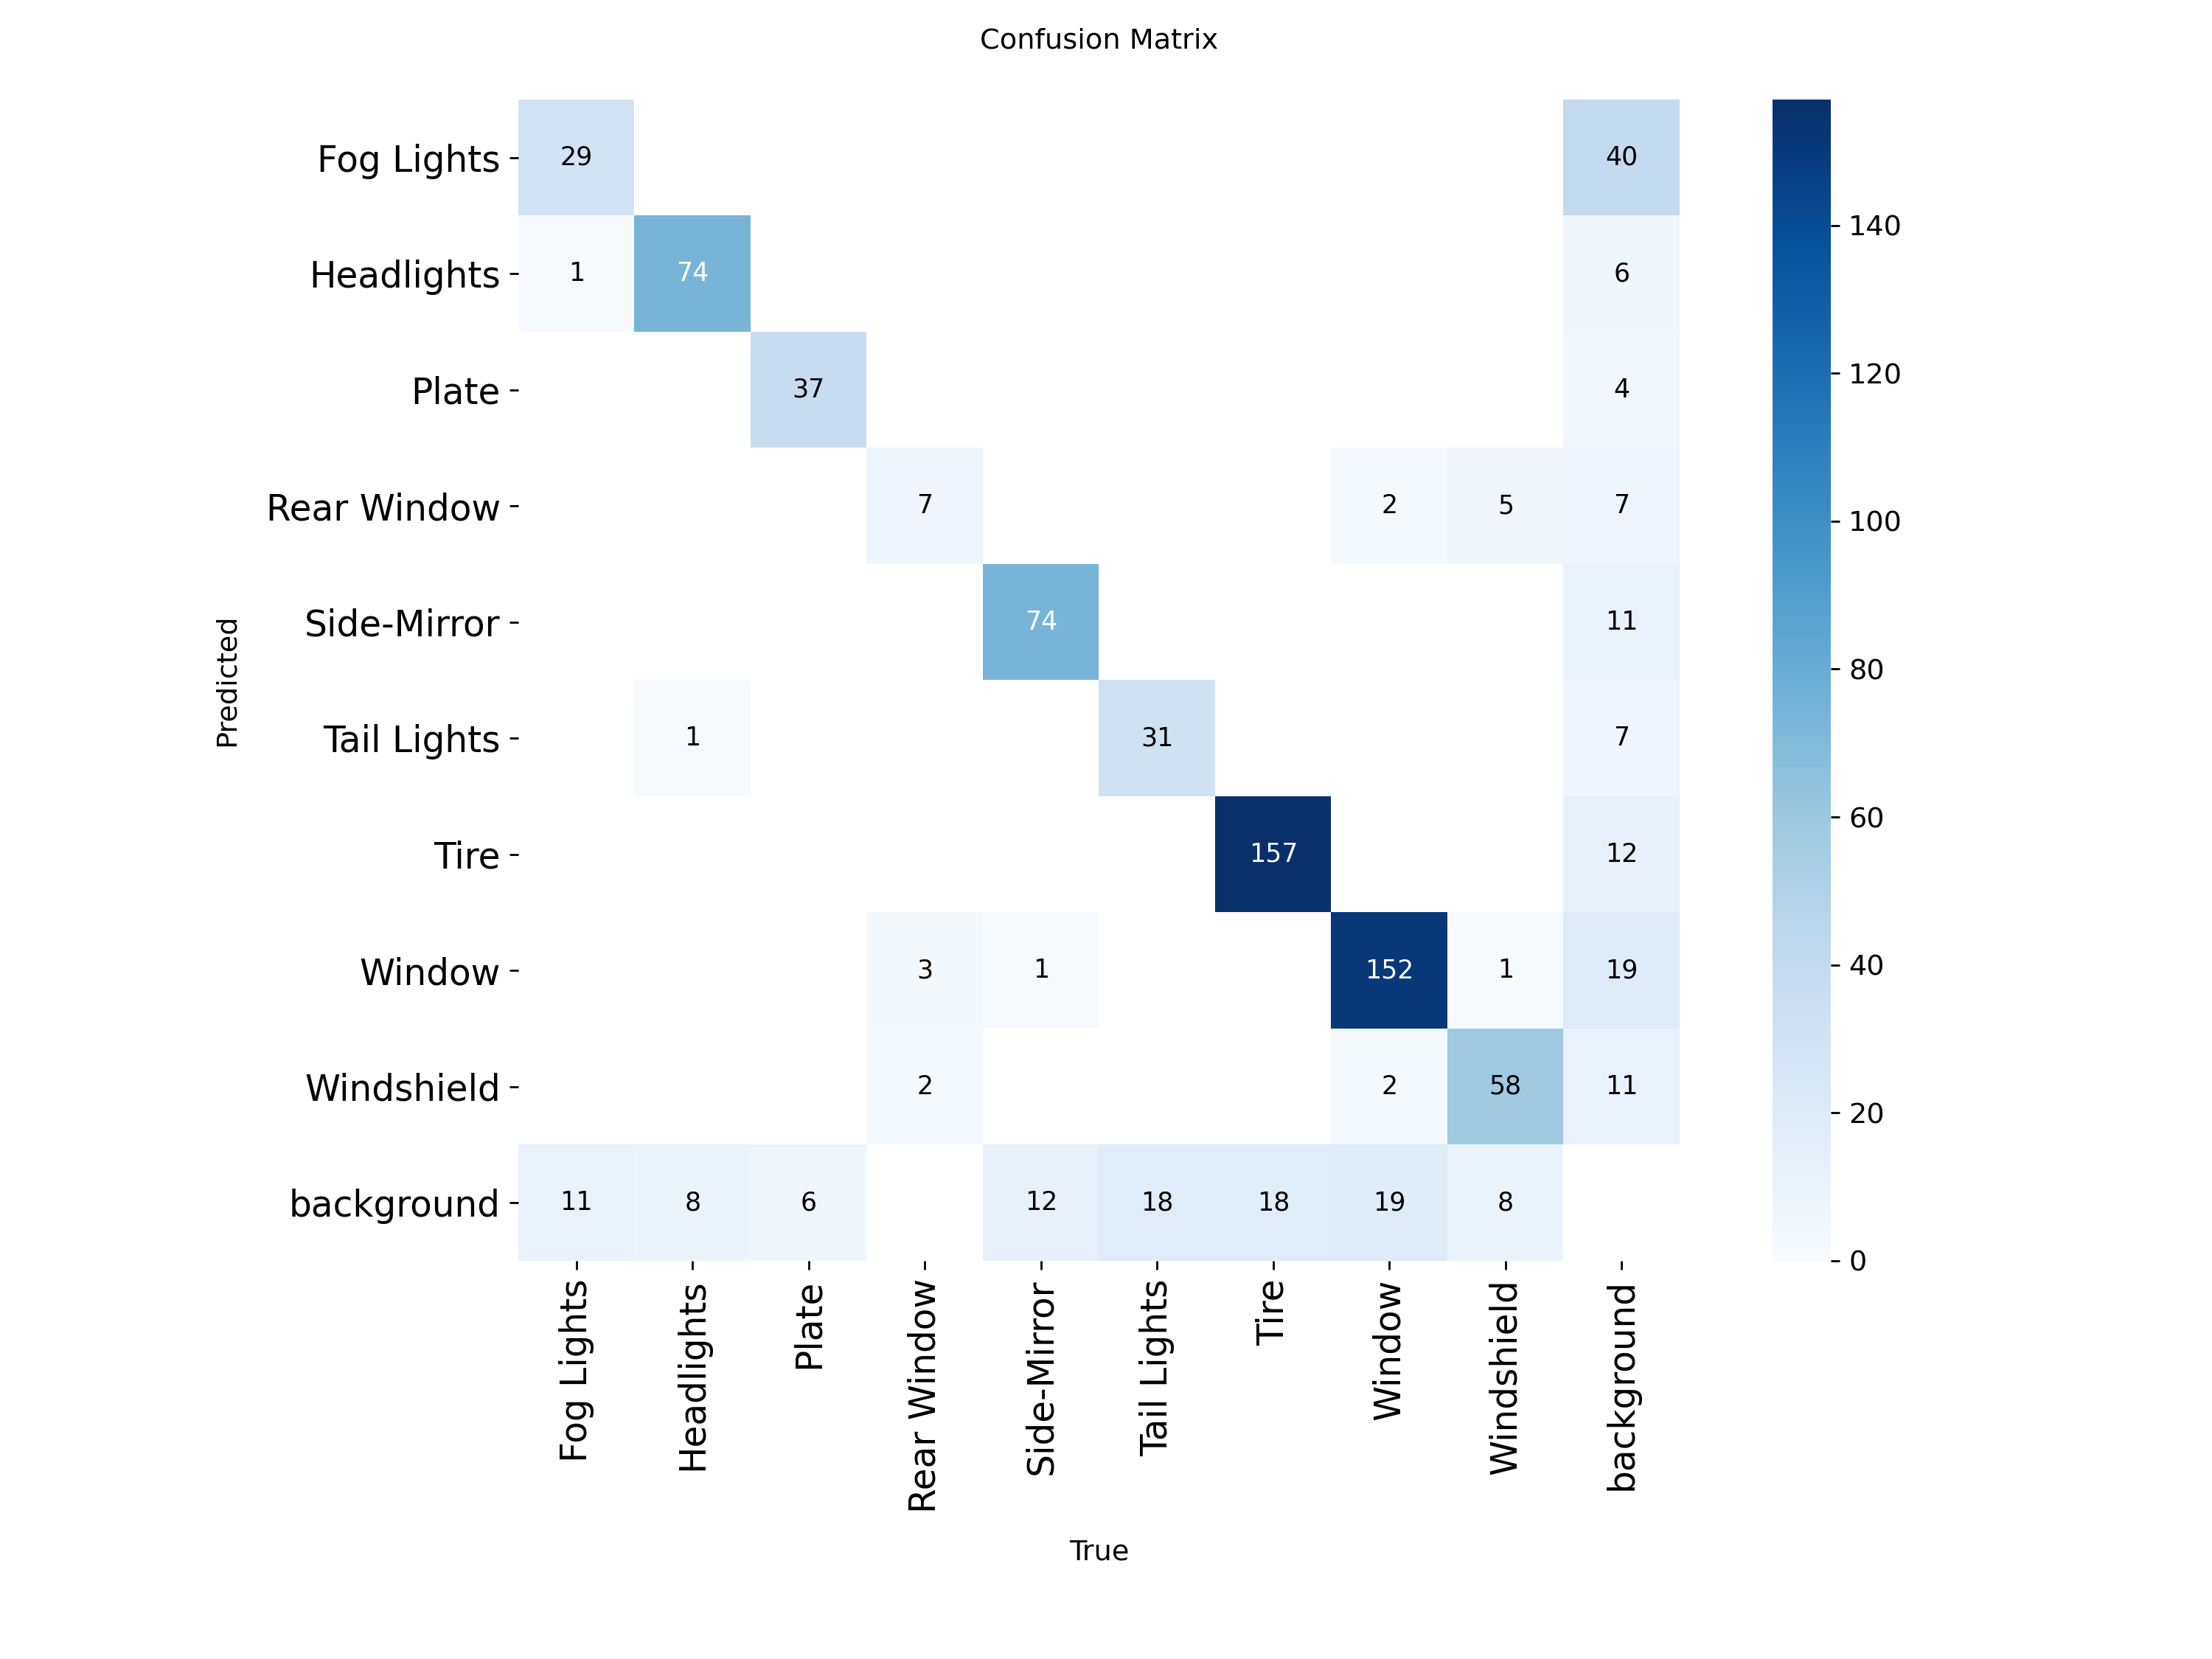 Confusion Matrix
Fog Lights 29 40
Headlights 1 74 6
Plate 37 4
Rear Window 7 2 5 7
Side-Mirror 74 11
Tail Lights 1 31 7
Tire 157 12
Window 3 1 152 1 19
Windshield 2 2 58 11
background 11 8 6 12 18 18 19 8
Predicted
Fog Lights
Headlights
Plate
Rear Window
Side-Mirror
Tail Lights
Tire
Window
Windshield
background
True
140
120
100
80
60
40
20
0